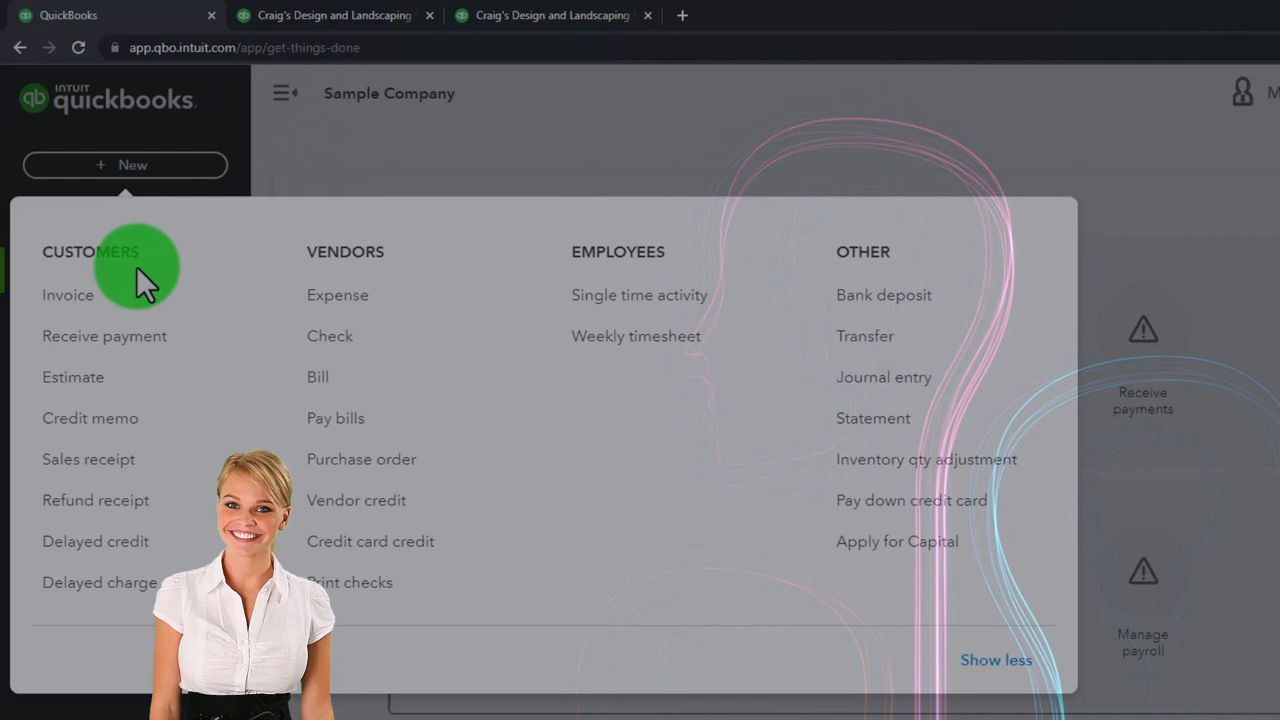 QuickBooks
Craig's Design and Landscaping
Craig's Design and Landscaping
app.qbo.intuit.com/app/get-things-done
qb INTUIT quickbooks.
Sample Company
M
+ New
CUSTOMERS
Invoice
Receive payment
Estimate
Credit memo
Sales receipt
Refund receipt
Delayed credit
Delayed charge
VENDORS
Expense
Check
Bill
Pay bills
Purchase order
Vendor credit
Credit card credit
Print checks
EMPLOYEES
Single time activity
Weekly timesheet
OTHER
Bank deposit
Transfer
Journal entry
Statement
Inventory qty adjustment
Pay down credit card
Apply for Capital
Show less
Receive
payments
Manage
payroll